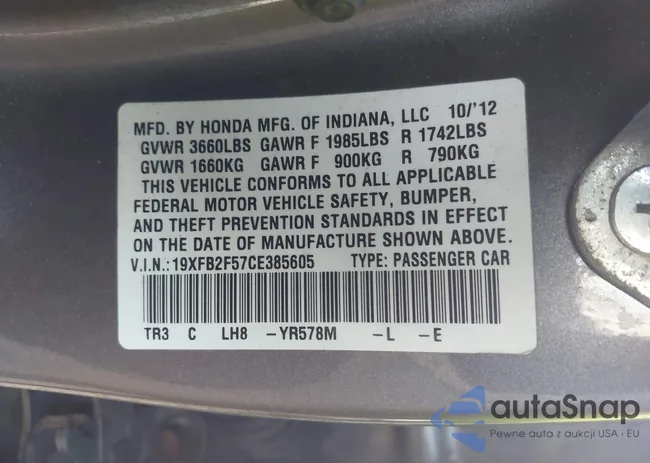 MFD. BY HONDA MFG. OF INDIANA, LLC 10/'12
GVWR 3660LBS GAWR F 1985LBS R 1742LBS
GVWR 1660KG GAWR F 900KG R 790KG
THIS VEHICLE CONFORMS TO ALL APPLICABLE
FEDERAL MOTOR VEHICLE SAFETY, BUMPER,
AND THEFT PREVENTION STANDARDS IN EFFECT
ON THE DATE OF MANUFACTURE SHOWN ABOVE.
V.I.N.:19XFB2F57CE385605 TYPE: PASSENGER CAR
TR3 C LH8 -YR578M -L -E
autaSnap
Pewne auta z aukcji USA i EU